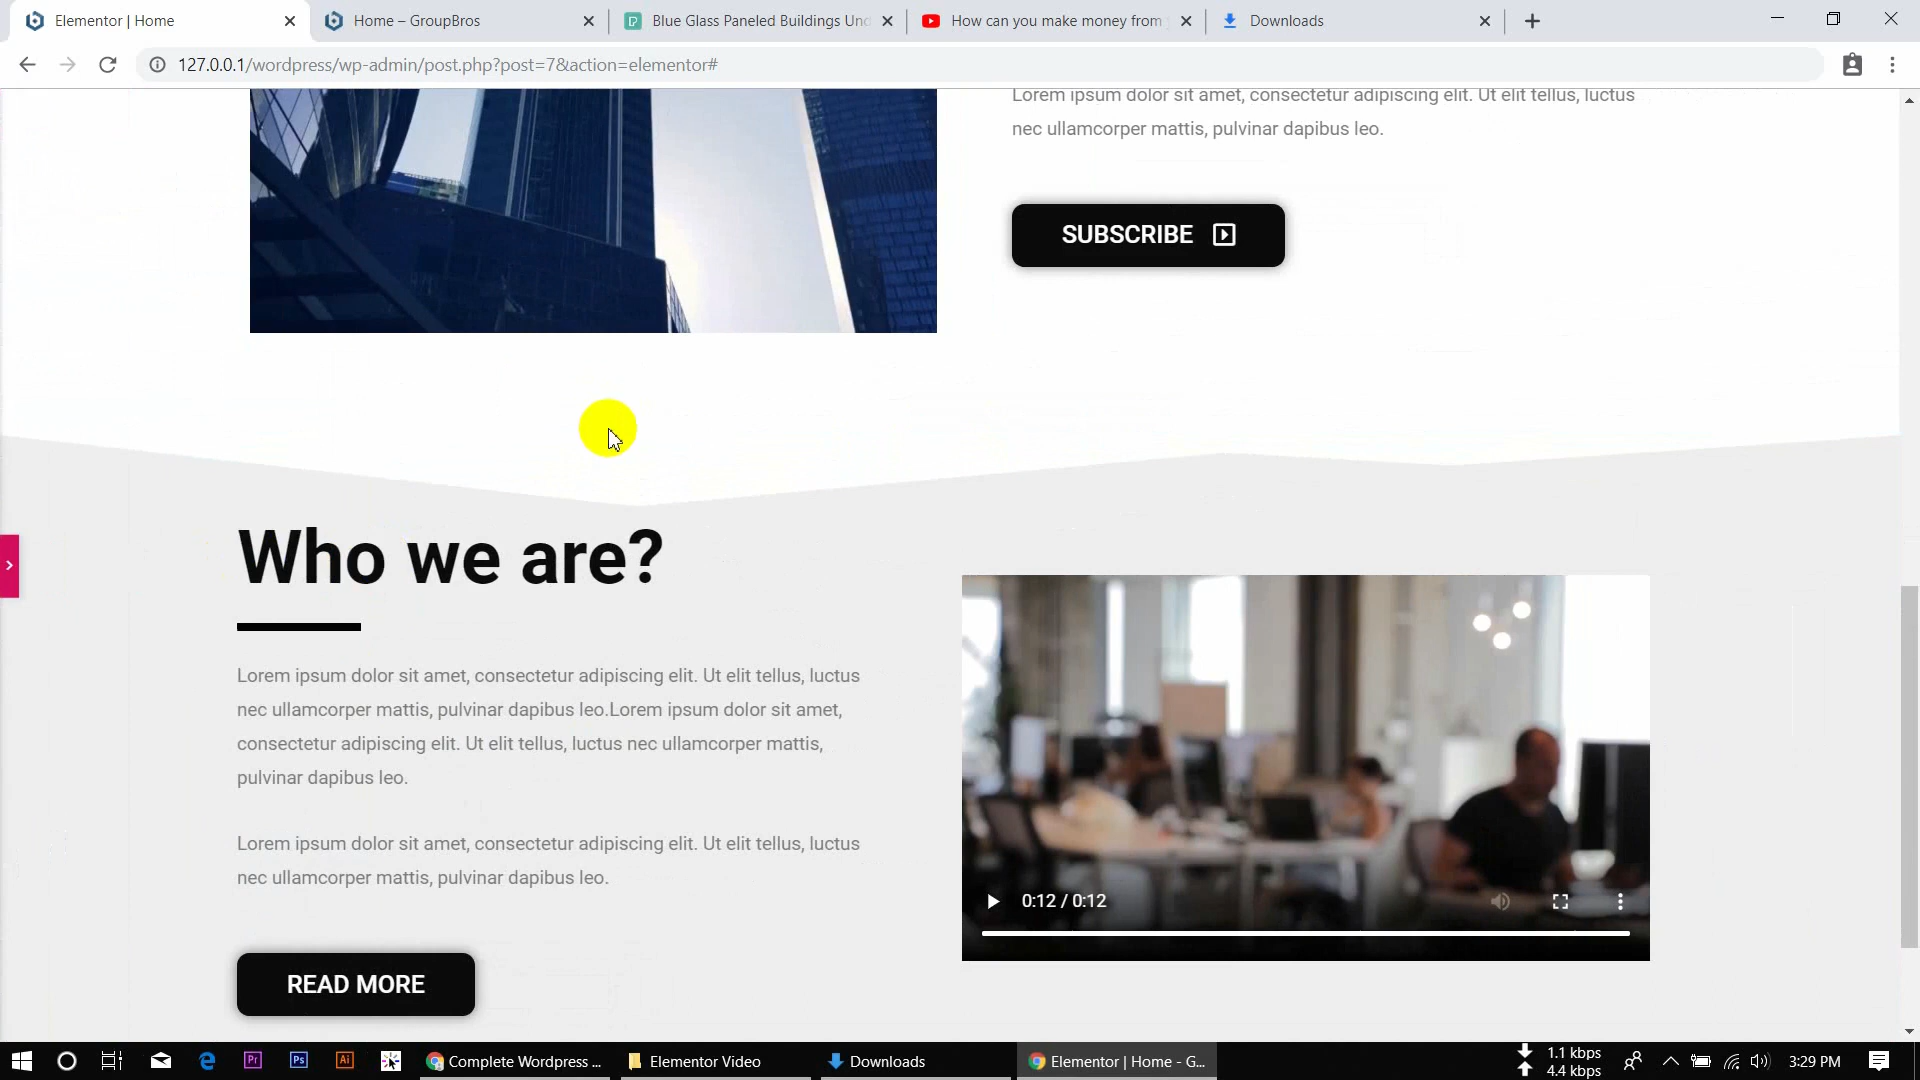 Elementor | Home
Home – GroupBros
Blue Glass Paneled Buildings Und
How can you make money from
Downloads
127.0.0.1/wordpress/wp-admin/post.php?post=7&action=elementor#
Lorem ipsum dolor sit amet, consectetur adipiscing elit. Ut elit tellus, luctus
nec ullamcorper mattis, pulvinar dapibus leo.
SUBSCRIBE
Who we are?
Lorem ipsum dolor sit amet, consectetur adipiscing elit. Ut elit tellus, luctus
nec ullamcorper mattis, pulvinar dapibus leo.Lorem ipsum dolor sit amet,
consectetur adipiscing elit. Ut elit tellus, luctus nec ullamcorper mattis,
pulvinar dapibus leo.
Lorem ipsum dolor sit amet, consectetur adipiscing elit. Ut elit tellus, luctus
nec ullamcorper mattis, pulvinar dapibus leo.
0:12 / 0:12
READ MORE
Pr
Ps
Ai
Complete Wordpress ...
Elementor Video
Downloads
Elementor | Home - G...
1.1 kbps
4.4 kbps
3:29 PM